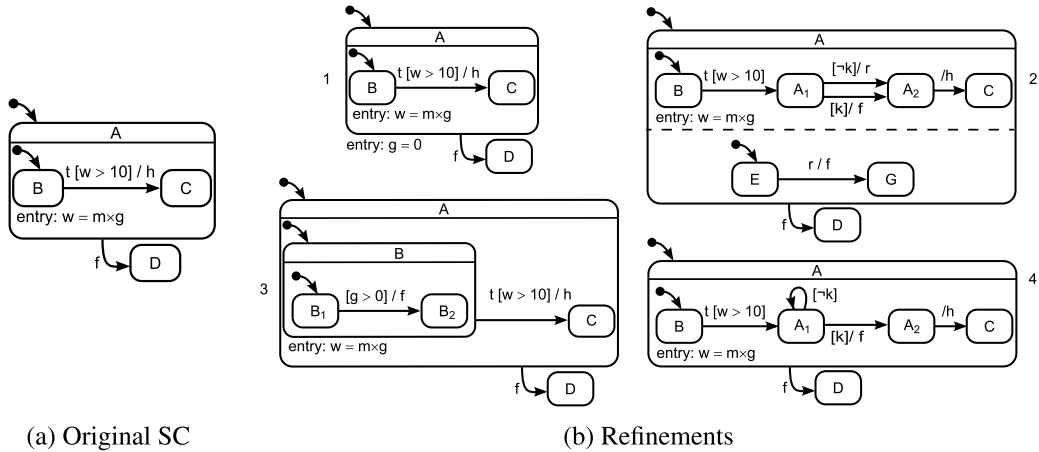 A
B
t [w > 10] / h
C
entry: w = m×g
f
D
(a) Original SC
1
A
B
t [w > 10] / h
C
entry: w = m×g
entry: g = 0
f
D
2
A
B
t [w > 10]
A1
[¬k]/ r
[k]/ f
A2
/h
C
entry: w = m×g
E
r / f
G
f
D
3
A
B
B1
[g > 0] / f
B2
t [w > 10] / h
C
entry: w = m×g
f
D
4
A
B
t [w > 10]
A1
[¬k]
[k]/ f
A2
/h
C
entry: w = m×g
f
D
(b) Refinements